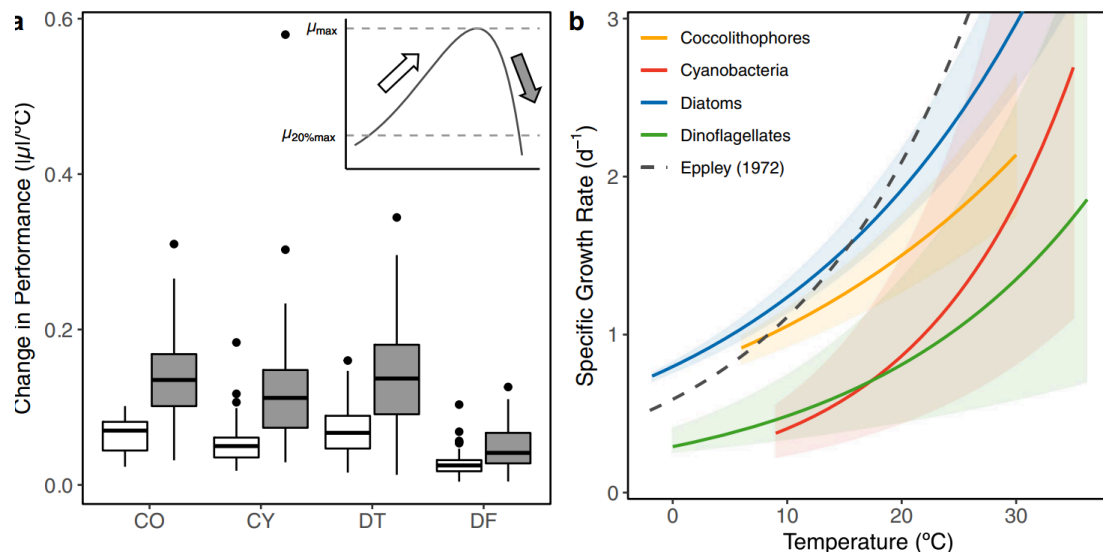 a
Change in Performance (|μ|/ºC)
0.6
0.4
0.2
0.0
μmax
μ20%max
CO CY DT DF
b
Specific Growth Rate (d⁻¹)
3
2
1
0
Coccolithophores
Cyanobacteria
Diatoms
Dinoflagellates
Eppley (1972)
0 10 20 30
Temperature (ºC)